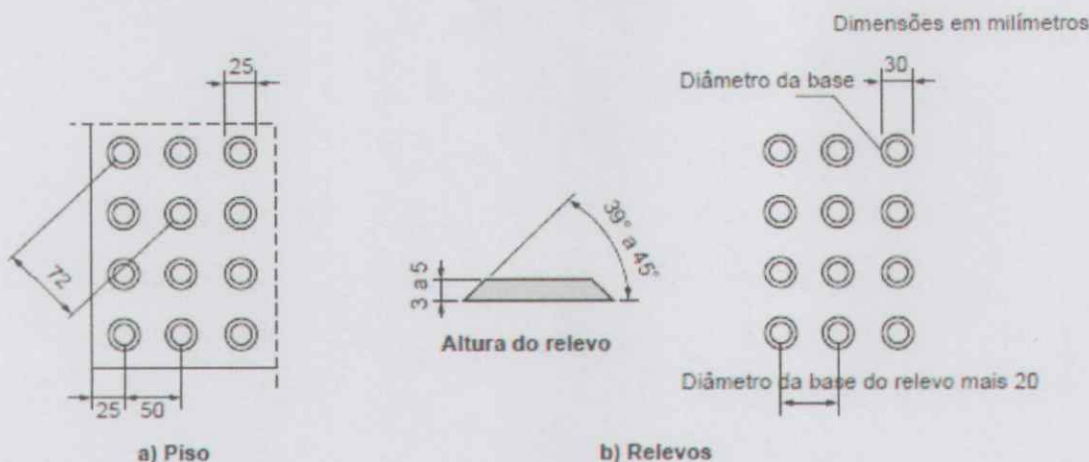 Dimensões em milímetros
25
72
25 50
a) Piso
39° a 45°
3 a 5
Altura do relevo
Diâmetro da base
30
Diâmetro da base do relevo mais 20
b) Relevos